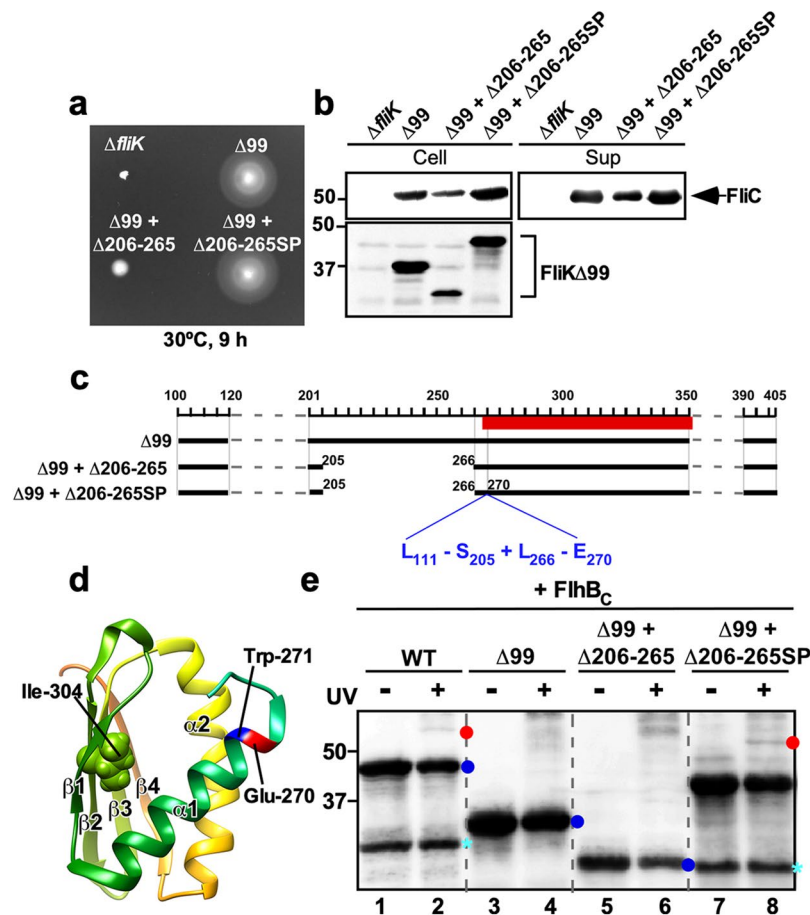 a
ΔfliK
Δ99
Δ99 +
Δ206-265
Δ99 +
Δ206-265SP
30ºC, 9 h
b
ΔfliK
Δ99
Δ99 + Δ206-265
Δ99 + Δ206-265SP
ΔfliK
Δ99
Δ99 + Δ206-265
Δ99 + Δ206-265SP
Cell
Sup
50
FliC
50
37
FliKΔ99
c
100 120 201 250 300 350 390 405
Δ99
Δ99 + Δ206-265
205 266
Δ99 + Δ206-265SP
205 266 270
L111 - S205 + L266 - E270
d
Trp-271
Ile-304
α2
Glu-270
β1
β2
β3
β4
α1
e
+ FlhBC
WT
Δ99
Δ99 +
Δ206-265
Δ99 +
Δ206-265SP
UV - + - + - + - +
50
37
*
*
1 2 3 4 5 6 7 8